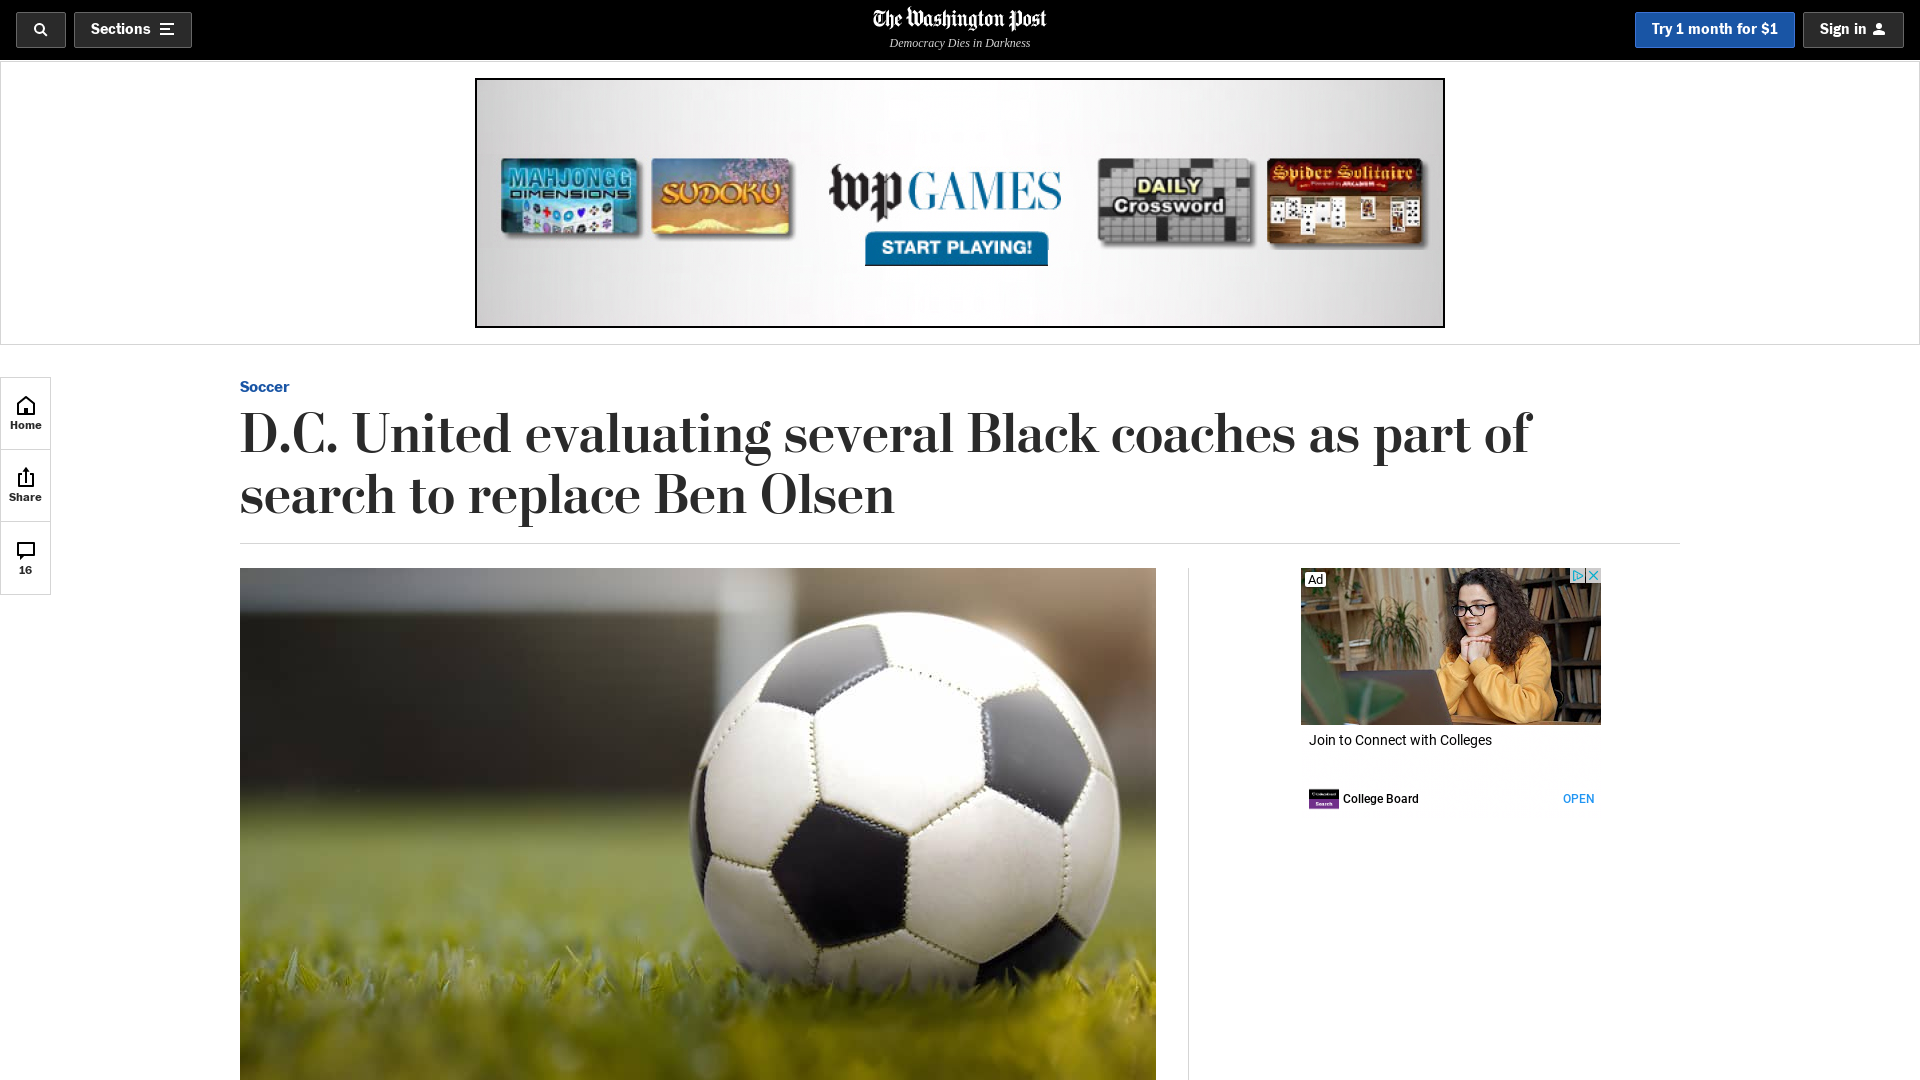 Sections
The Washington Post
Democracy Dies in Darkness
Try 1 month for $1
Sign in
MAHJONGG
DIMENSIONS
SUDOKU
wp GAMES
START PLAYING!
DAILY
Crossword
Spider Solitaire
Home
Share
16
Soccer
D.C. United evaluating several Black coaches as part of
search to replace Ben Olsen
Ad
Join to Connect with Colleges
Search
College Board
OPEN